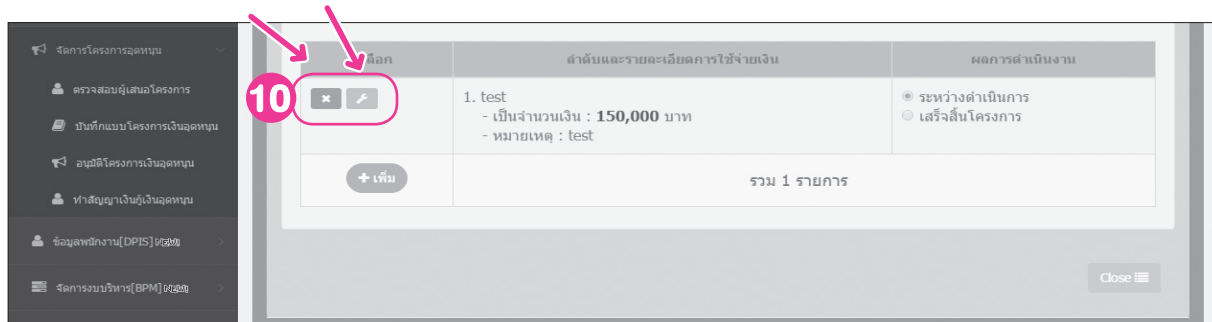 จัดการโครงการอุดหนุน
ตรวจสอบผู้เสนอโครงการ
บันทึกแบบโครงการเงินอุดหนุน
อนุมัติโครงการเงินอุดหนุน
ทำสัญญาเงินกู้เงินอุดหนุน
ข้อมูลพนักงาน[DPIS]
จัดการงบบริหาร[BPM]
10
ลือก
ลำดับและรายละเอียดการใช้จ่ายเงิน
ผลการดำเนินงาน
1. test
- เป็นจำนวนเงิน : 150,000 บาท
- หมายเหตุ : test
ระหว่างดำเนินการ
เสร็จสิ้นโครงการ
+ เพิ่ม
รวม 1 รายการ
Close